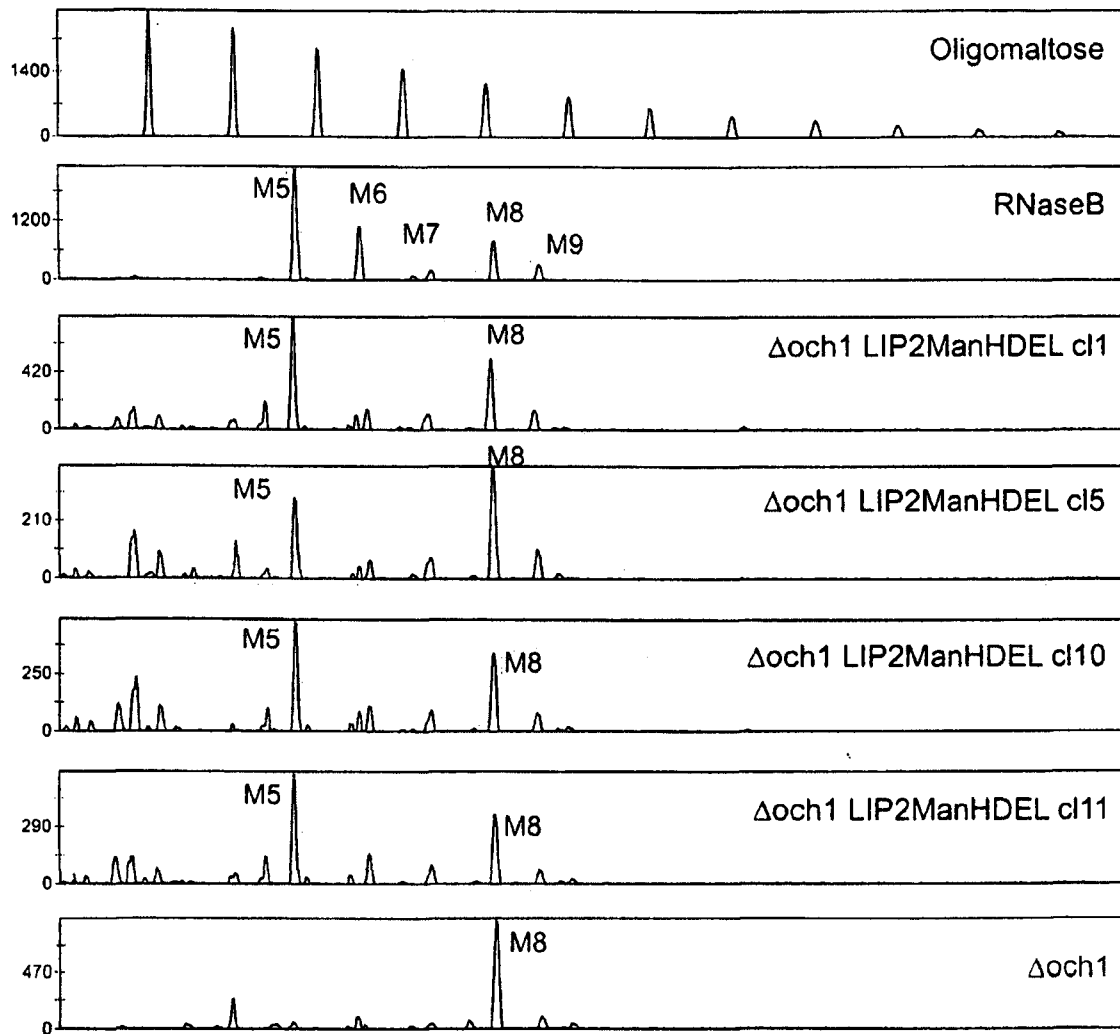 Oligomaltose
1400
0
M5
M6
M7
M8
M9
RNaseB
1200
0
M5
M8
Δoch1 LIP2ManHDEL cl1
420
0
M5
M8
Δoch1 LIP2ManHDEL cl5
210
0
M5
M8
Δoch1 LIP2ManHDEL cl10
250
0
M5
M8
Δoch1 LIP2ManHDEL cl11
290
0
M8
Δoch1
470
0